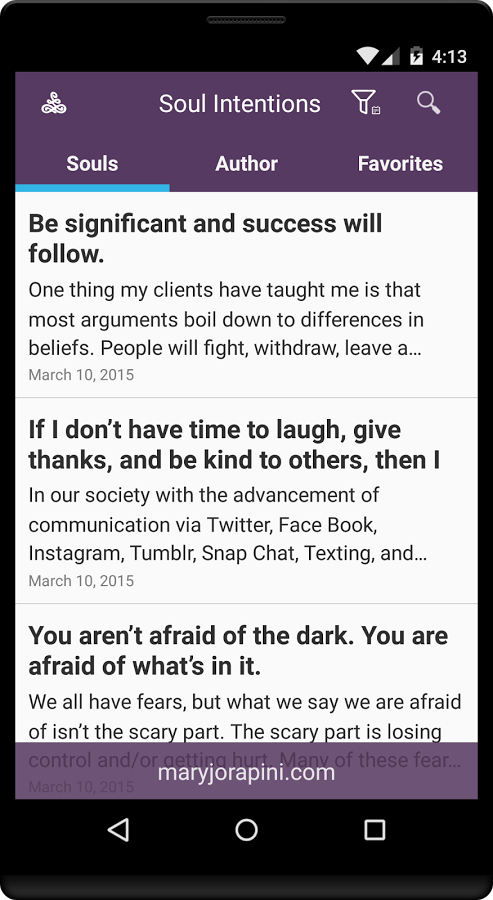 4:13
Soul Intentions
Souls
Author
Favorites
Be significant and success will
follow.
One thing my clients have taught me is that
most arguments boil down to differences in
beliefs. People will fight, withdraw, leave a…
March 10, 2015
If I don’t have time to laugh, give
thanks, and be kind to others, then I
In our society with the advancement of
communication via Twitter, Face Book,
Instagram, Tumblr, Snap Chat, Texting, and…
March 10, 2015
You aren’t afraid of the dark. You are
afraid of what’s in it.
We all have fears, but what we say we are afraid
of isn’t the scary part. The scary part is losing
control and/or getting hurt. Many of these fear…
maryjorapini.com
March 10, 2015